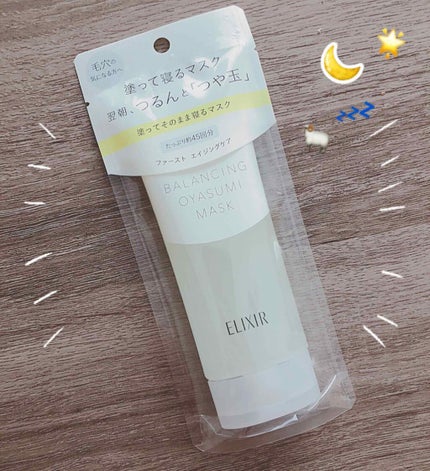 毛穴の
気になる方へ
塗って寝るマスク
翌朝、つるんと「つや玉」
塗ってそのまま寝るマスク
たっぷり約45回分
ファースト エイジングケア
BALANCING
OYASUMI
MASK
ELIXIR